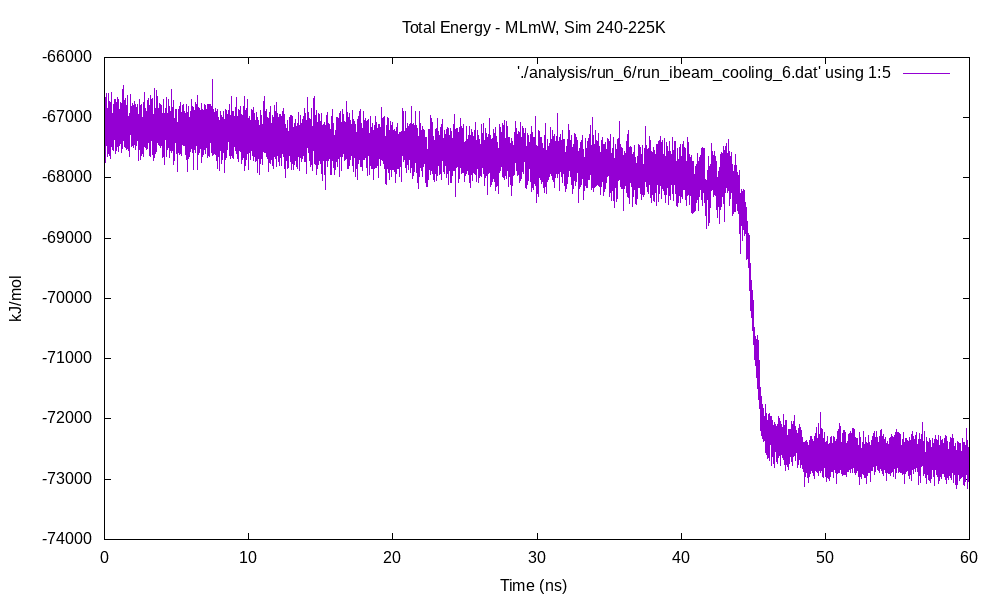 Total Energy - MLmW, Sim 240-225K
'./analysis/run_6/run_ibeam_cooling_6.dat' using 1:5
kJ/mol
-66000
-67000
-68000
-69000
-70000
-71000
-72000
-73000
-74000
0 10 20 30 40 50 60
Time (ns)